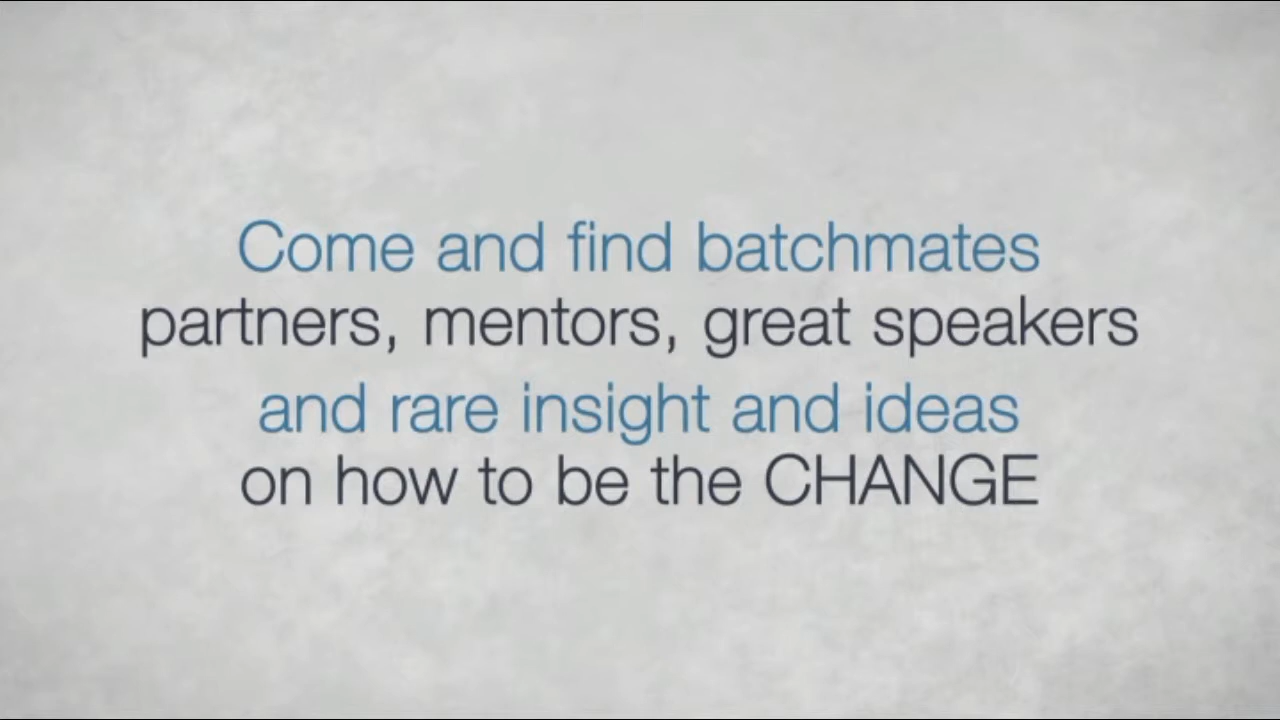 Come and find batchmates
partners, mentors, great speakers
and rare insight and ideas
on how to be the CHANGE